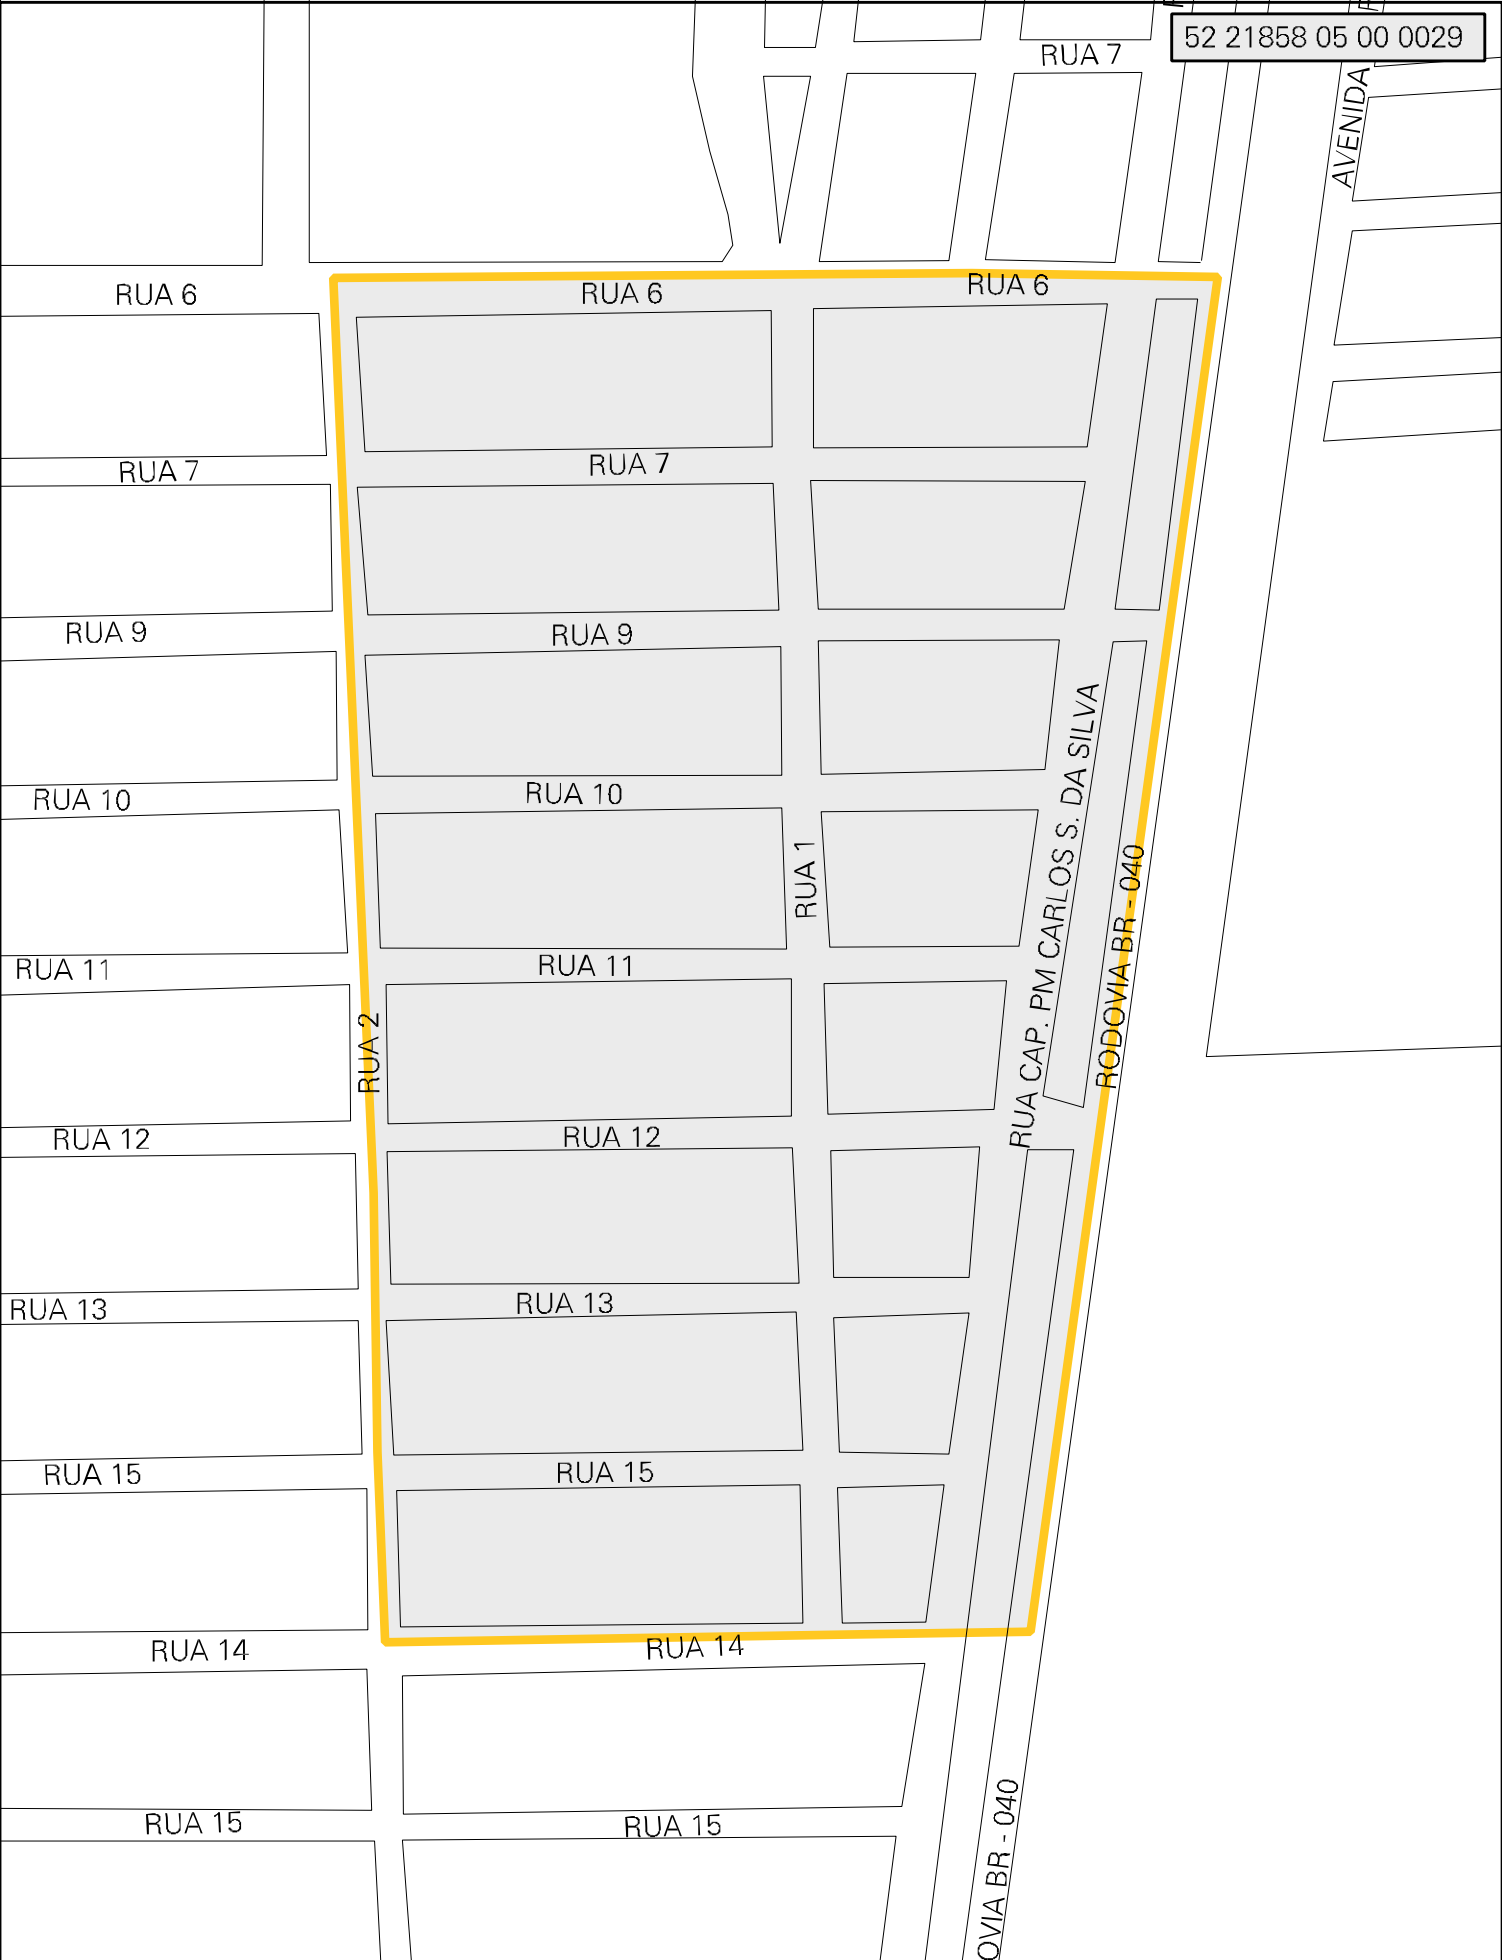 52 21858 05 00 0029
RUA 7
AVENIDA
RUA 6
RUA 6
RUA 6
RUA 7
RUA 7
RUA 9
RUA 9
RUA 10
RUA 10
RUA 1
RUA CAP. PM CARLOS S. DA SILVA
RODOVIA BR - 040
RUA 11
RUA 11
RUA 2
RUA 12
RUA 12
RUA 13
RUA 13
RUA 15
RUA 15
RUA 14
RUA 14
RUA 15
RUA 15
OVIA BR - 040